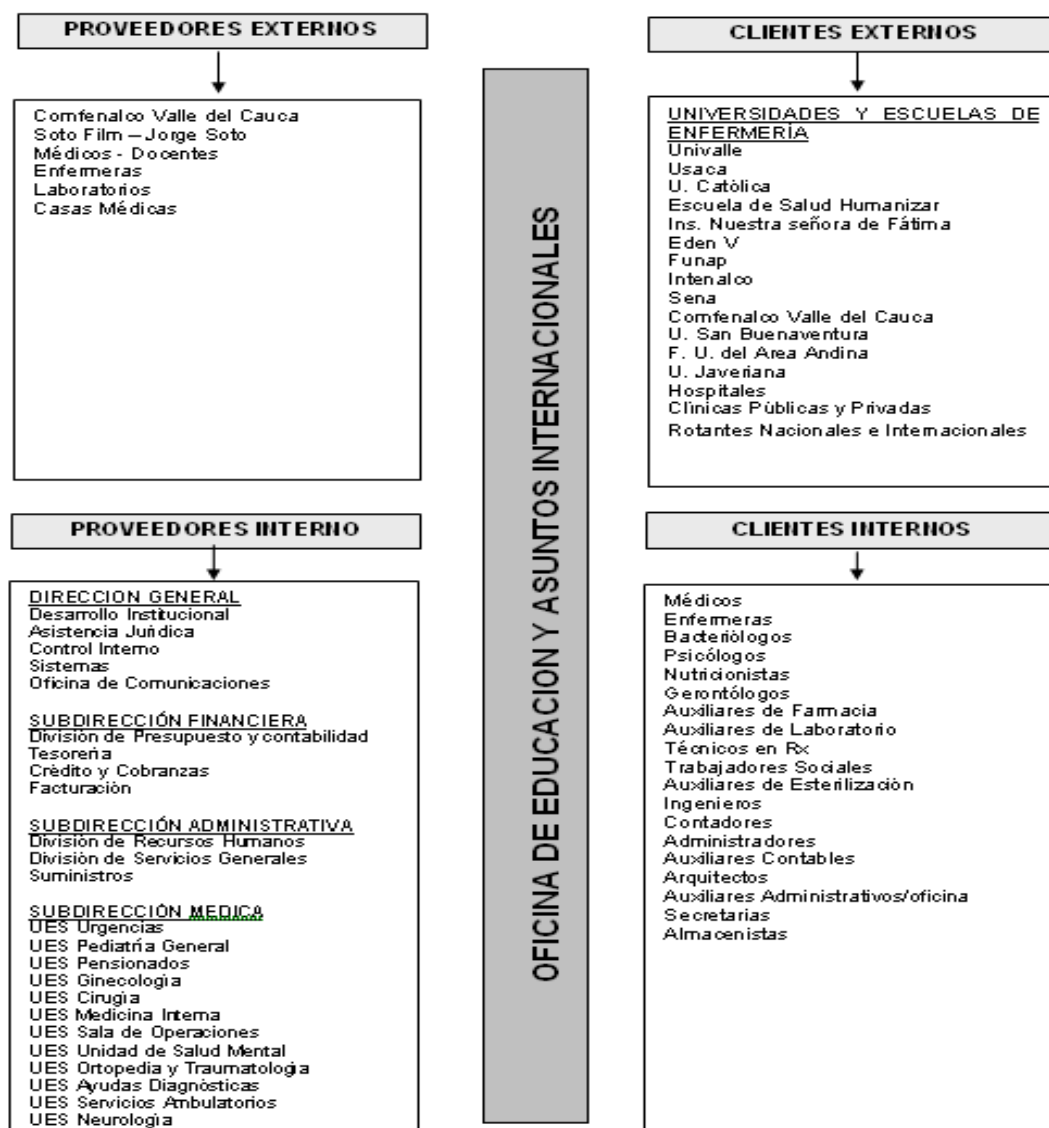 PROVEEDORES EXTERNOS
Comfenalco Valle del Cauca
Soto Film – Jorge Soto
Médicos - Docentes
Enfermeras
Laboratorios
Casas Médicas
PROVEEDORES INTERNO
DIRECCION GENERAL
Desarrollo Institucional
Asistencia Jurídica
Control Interno
Sistemas
Oficina de Comunicaciones
SUBDIRECCIÓN FINANCIERA
División de Presupuesto y contabilidad
Tesorería
Crédito y Cobranzas
Facturación
SUBDIRECCIÓN ADMINISTRATIVA
División de Recursos Humanos
División de Servicios Generales
Suministros
SUBDIRECCIÓN MEDICA
UES Urgencias
UES Pediatría General
UES Pensionados
UES Ginecología
UES Cirugía
UES Medicina Interna
UES Sala de Operaciones
UES Unidad de Salud Mental
UES Ortopedia y Traumatología
UES Ayudas Diagnósticas
UES Servicios Ambulatorios
UES Neurología
OFICINA DE EDUCACION Y ASUNTOS INTERNACIONALES
CLIENTES EXTERNOS
UNIVERSIDADES Y ESCUELAS DE
ENFERMERÍA
Univalle
Usaca
U. Católica
Escuela de Salud Humanizar
Ins. Nuestra señora de Fátima
Eden V
Funap
Intenalco
Sena
Comfenalco Valle del Cauca
U. San Buenaventura
F. U. del Area Andina
U. Javeriana
Hospitales
Clínicas Públicas y Privadas
Rotantes Nacionales e Internacionales
CLIENTES INTERNOS
Médicos
Enfermeras
Bacteriólogos
Psicólogos
Nutricionistas
Gerontólogos
Auxiliares de Farmacia
Auxiliares de Laboratorio
Técnicos en Rx
Trabajadores Sociales
Auxiliares de Esterilización
Ingenieros
Contadores
Administradores
Auxiliares Contables
Arquitectos
Auxiliares Administrativos/oficina
Secretarias
Almacenistas